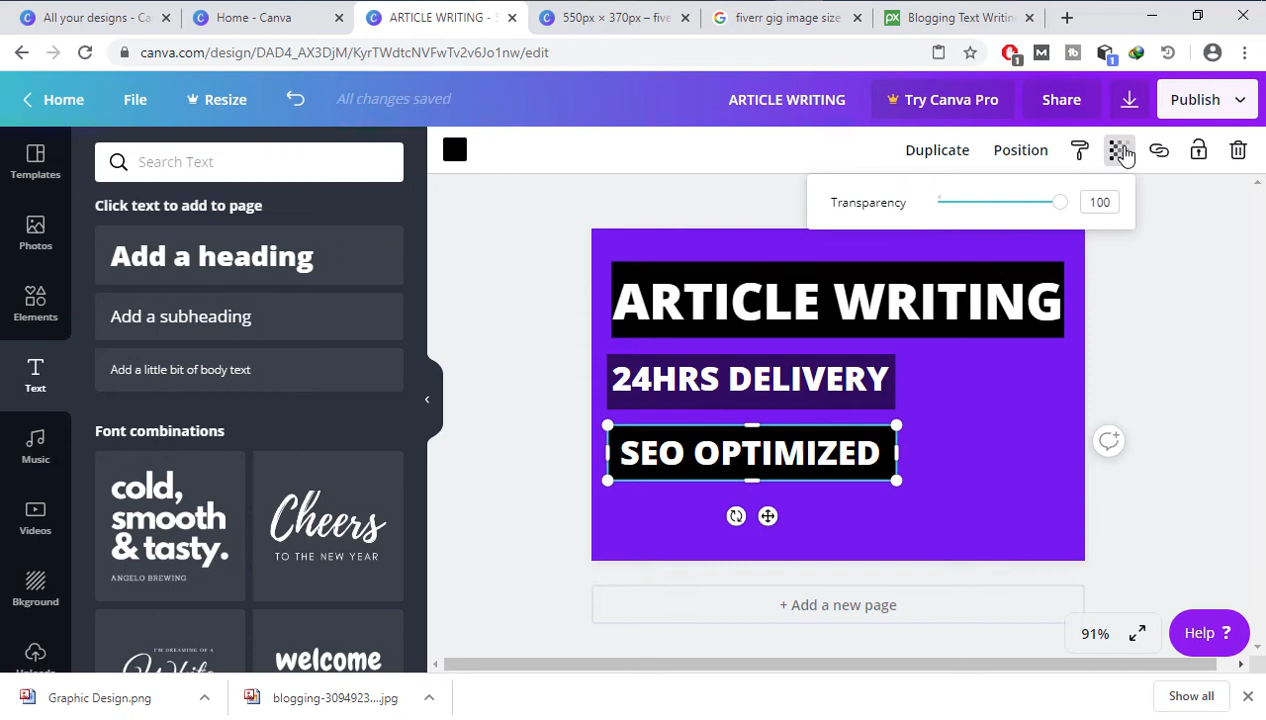 All your designs - Ca
Home - Canva
ARTICLE WRITING -
550px × 370px – five
fiverr gig image size
Blogging Text Writin
canva.com/design/DAD4_AX3DjM/KyrTWdtcNVFwTv2v6Jo1nw/edit
1
1
Home
File
Resize
All changes saved
ARTICLE WRITING
Try Canva Pro
Share
Publish
Templates
Photos
Elements
Text
Music
Videos
Bkground
Search Text
Click text to add to page
Add a heading
Add a subheading
Add a little bit of body text
Font combinations
cold,
smooth
& tasty.
ANGELO BREWING
Cheers
TO THE NEW YEAR
I'M DREAMING OF A
welcome
Duplicate
Position
Transparency
100
ARTICLE WRITING
24HRS DELIVERY
SEO OPTIMIZED
+ Add a new page
91%
Help ?
Graphic Design.png
blogging-3094923....jpg
Show all